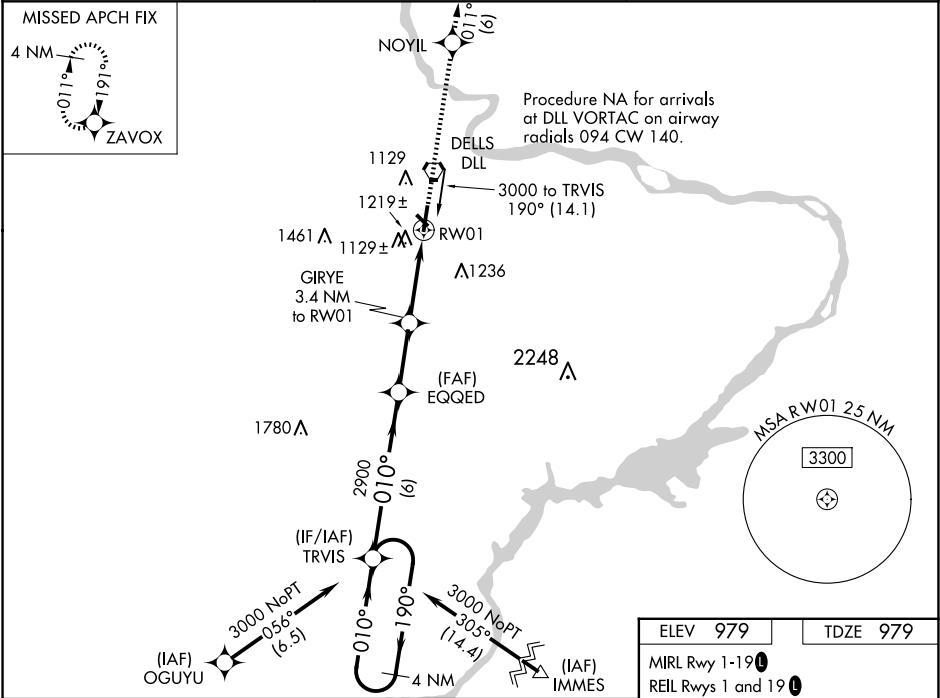 MISSED APCH FIX
4 NM
011°
191°
ZAVOX
011°
(6)
NOYIL
Procedure NA for arrivals
at DLL VORTAC on airway
radials 094 CW 140.
DELLS
DLL
1129
3000 to TRVIS
190° (14.1)
1219±
1461
1129±
RW01
1236
GIRYE
3.4 NM
to RW01
2248
(FAF)
EQQED
1780
MSA RW01 25 NM
3300
2900
010°
(6)
(IF/IAF)
TRVIS
3000 NoPT
056°
(6.5)
010°
190°
3000 NoPT
305°
(14.4)
(IAF)
OGUYU
4 NM
(IAF)
IMMES
ELEV 979
TDZE 979
MIRL Rwy 1-19 L
REIL Rwys 1 and 19 L